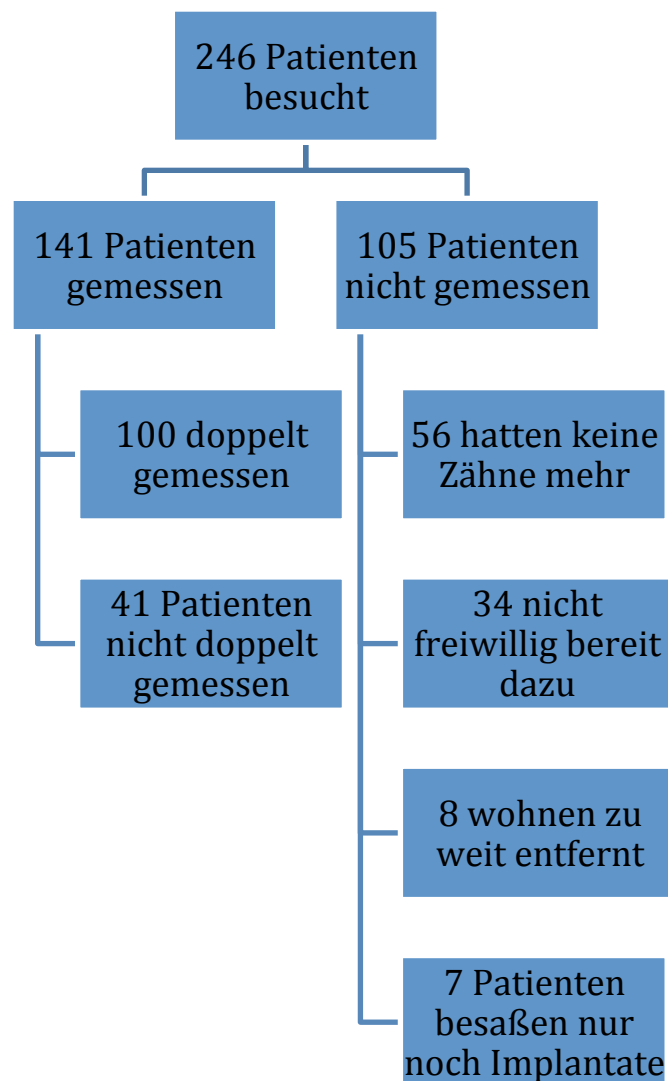 246 Patienten
besucht
141 Patienten
gemessen
105 Patienten
nicht gemessen
100 doppelt
gemessen
41 Patienten
nicht doppelt
gemessen
56 hatten keine
Zähne mehr
34 nicht
freiwillig bereit
dazu
8 wohnen zu
weit entfernt
7 Patienten
besaßen nur
noch Implantate